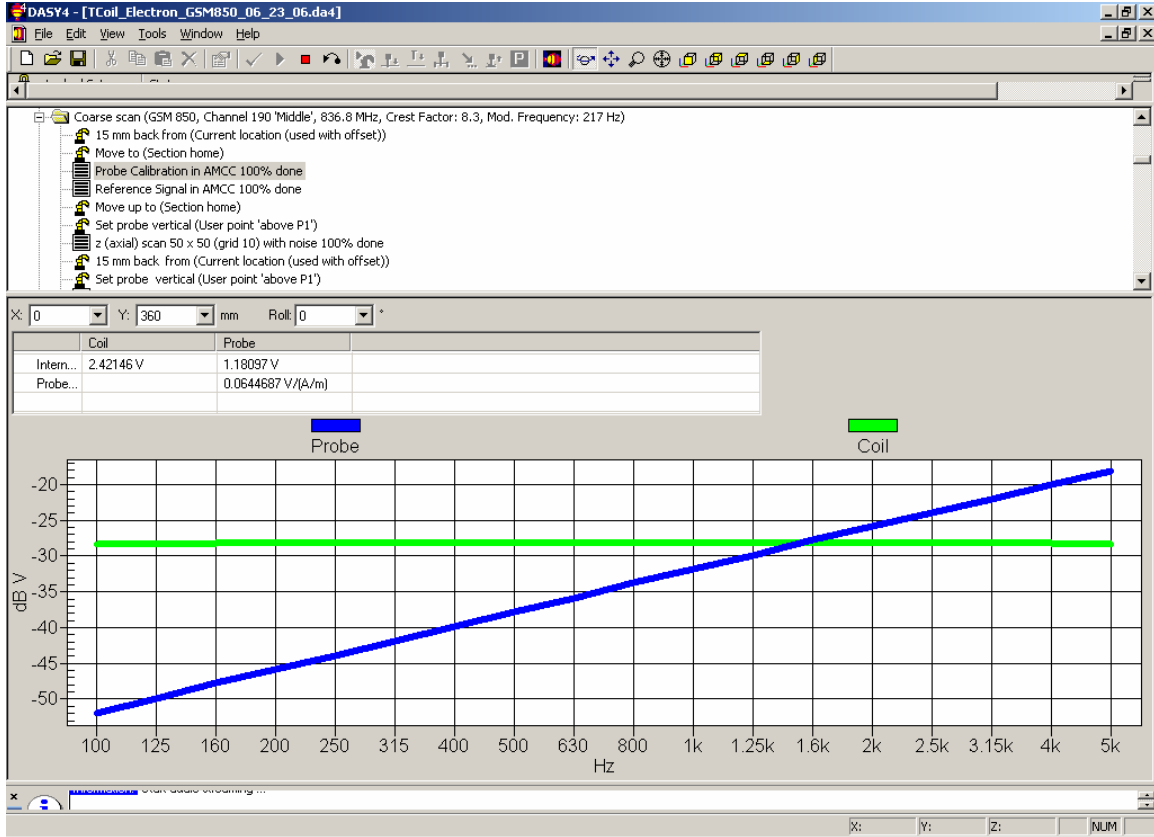 DASY4 - [TCoil_Electron_GSM850_06_23_06.da4]
File Edit View Tools Window Help
Coarse scan (GSM 850, Channel 190 'Middle', 836.8 MHz, Crest Factor: 8.3, Mod. Frequency: 217 Hz)
15 mm back from (Current location (used with offset))
Move to (Section home)
Probe Calibration in AMCC 100% done
Reference Signal in AMCC 100% done
Move up to (Section home)
Set probe vertical (User point 'above P1')
z (axial) scan 50 x 50 (grid 10) with noise 100% done
15 mm back from (Current location (used with offset))
Set probe vertical (User point 'above P1')
X: 0 Y: 360 mm Roll: 0 °
Coil Probe
Intern... 2.42146 V 1.18097 V
Probe... 0.0644687 V/(A/m)
Probe Coil
-20
-25
-30
-35
-40
-45
-50
dB V
100 125 160 200 250 315 400 500 630 800 1k 1.25k 1.6k 2k 2.5k 3.15k 4k 5k
Hz
Information: Start audio streaming ...
X: Y: Z: NUM